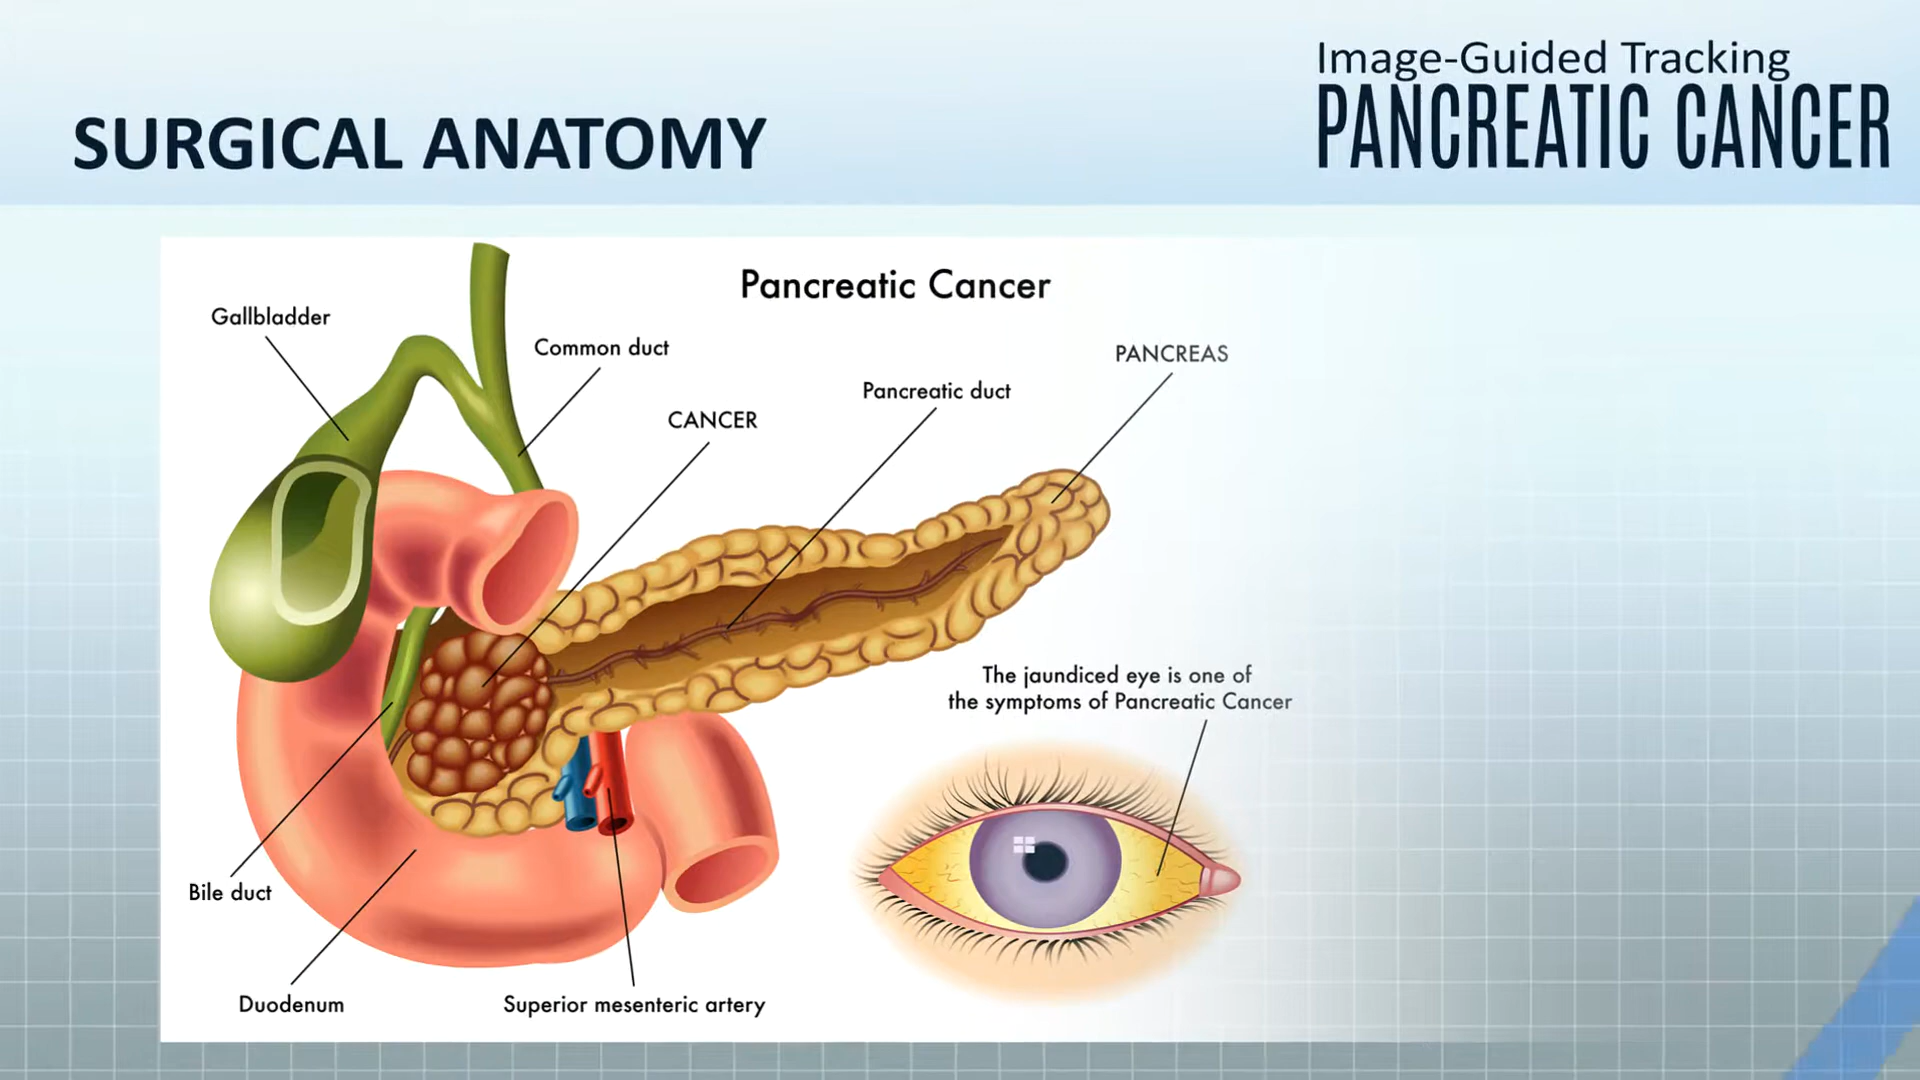 Image-Guided Tracking
PANCREATIC CANCER
SURGICAL ANATOMY
Pancreatic Cancer
Gallbladder
Common duct
CANCER
Pancreatic duct
PANCREAS
The jaundiced eye is one of
the symptoms of Pancreatic Cancer
Bile duct
Duodenum
Superior mesenteric artery